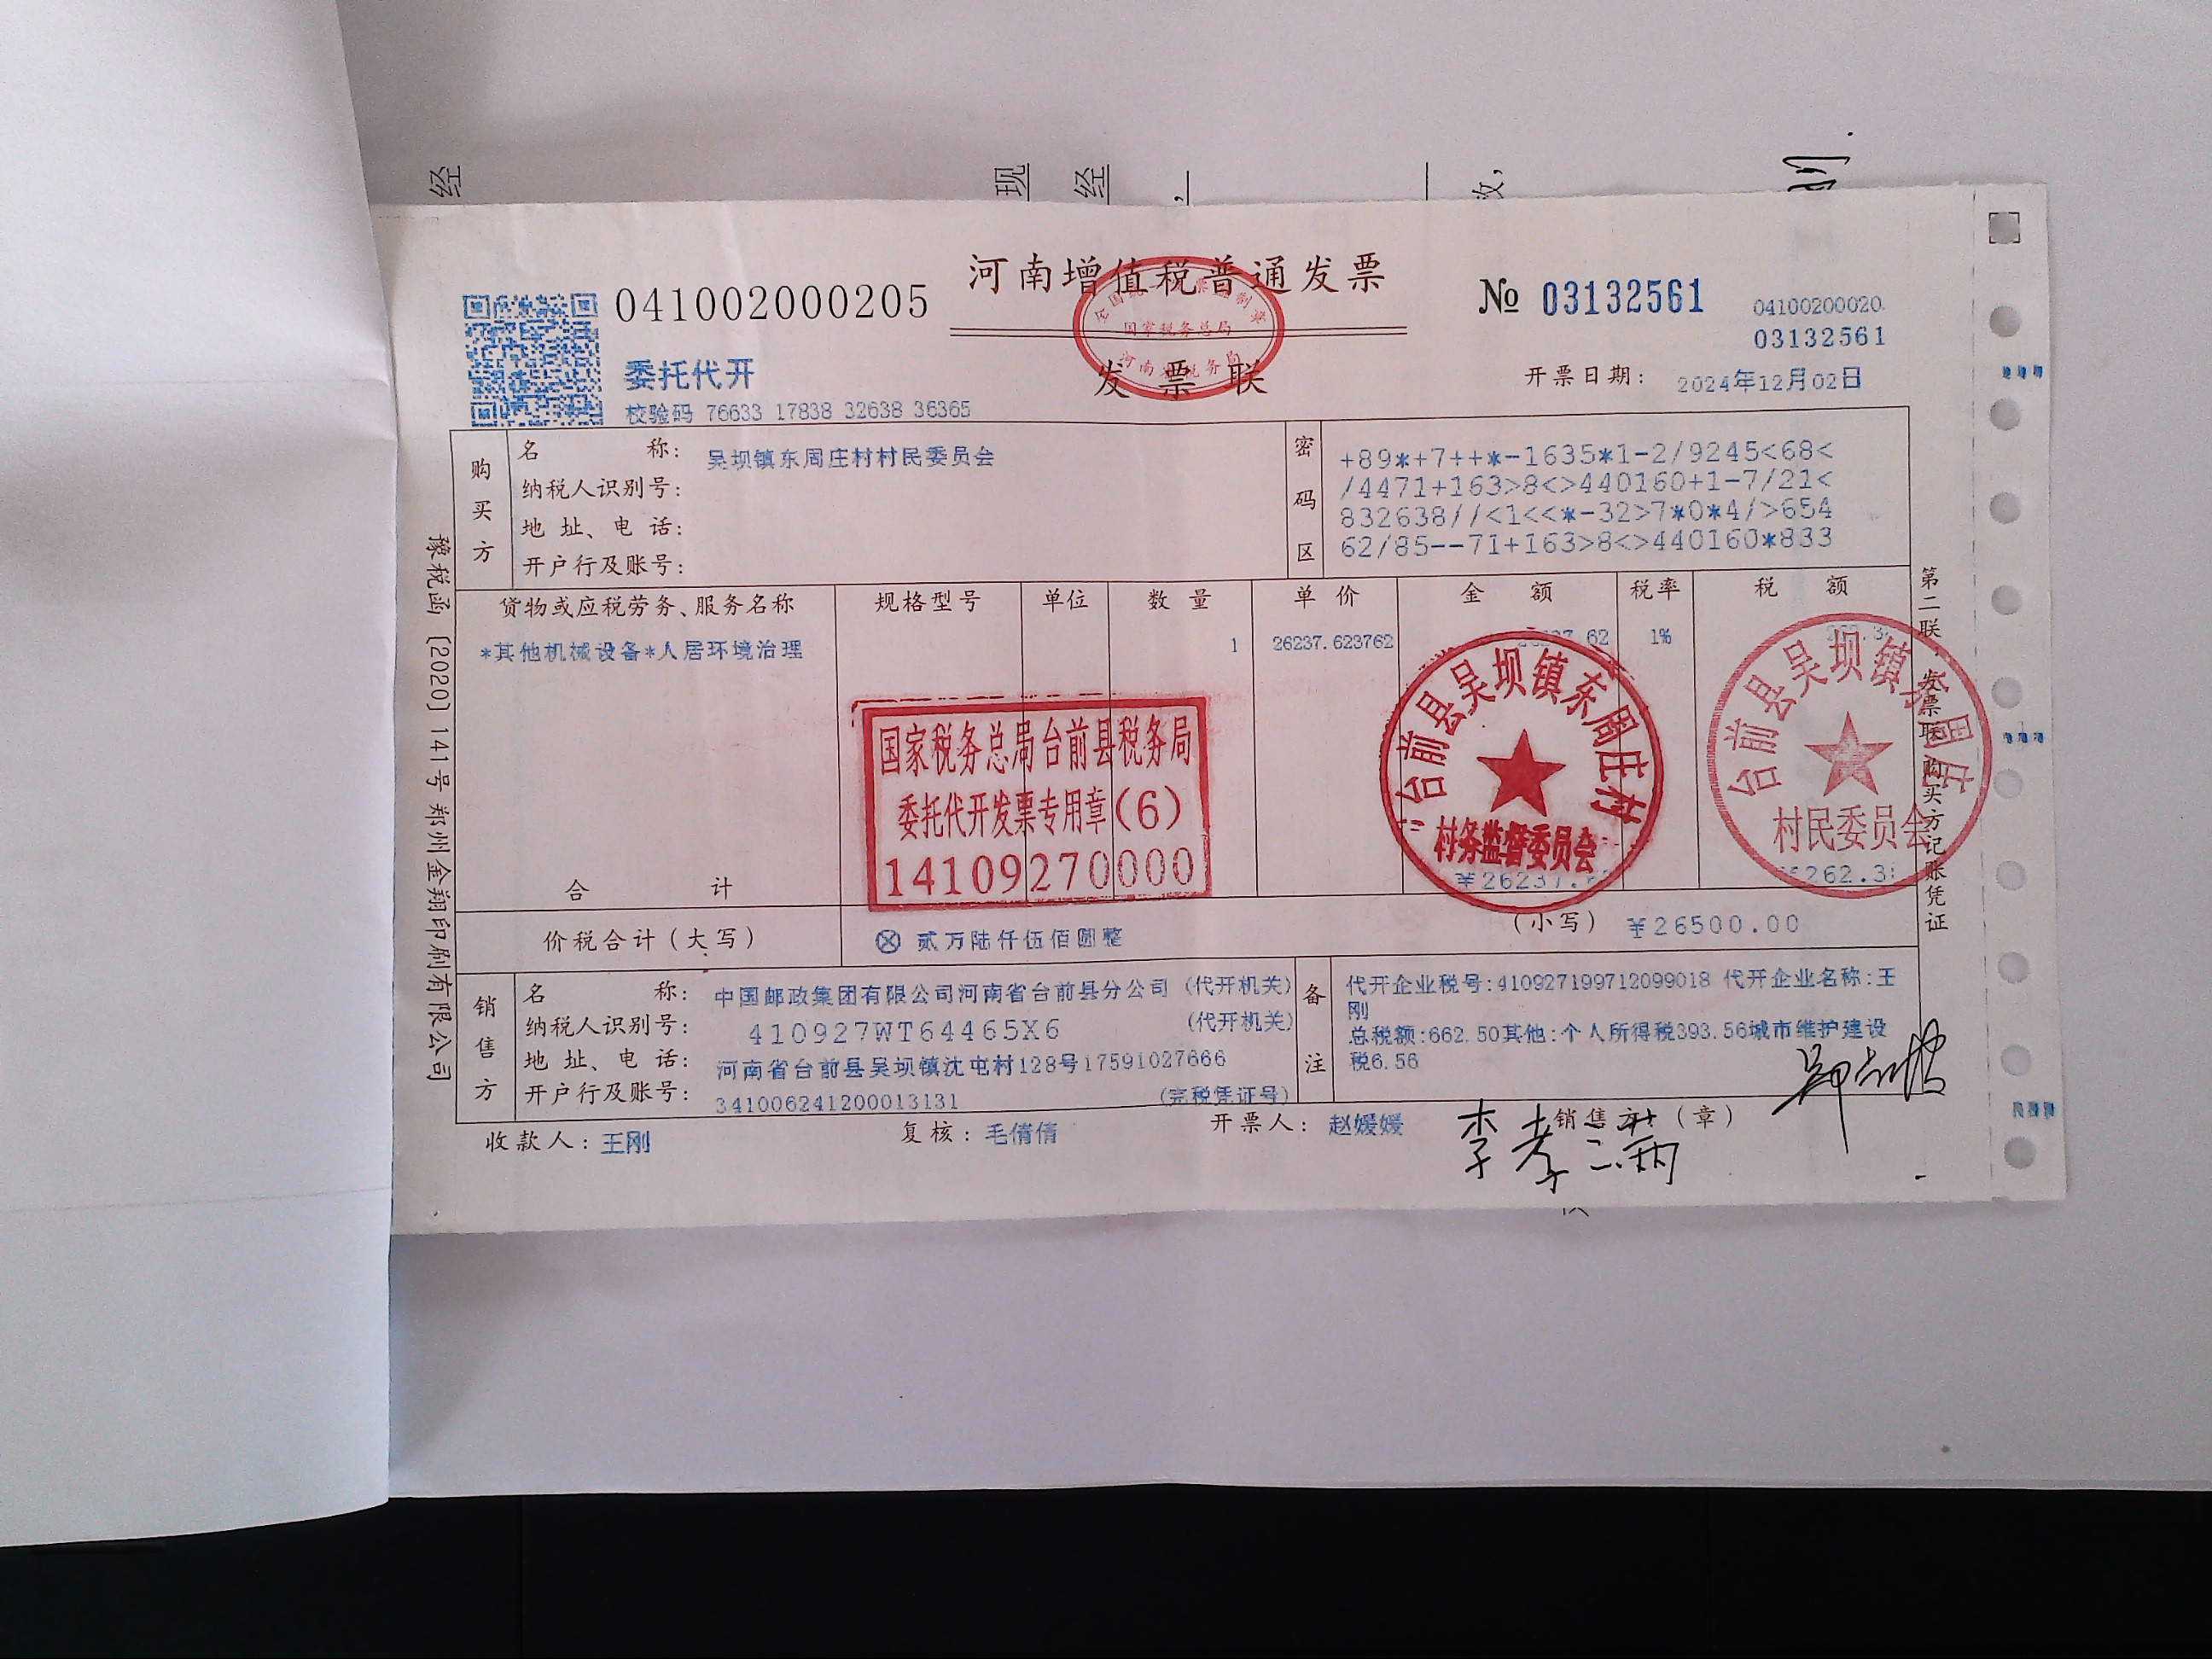 经
现
经
效,
河南增值税普通发票
041002000205
№ 03132561
04100200020
03132561
国家税务总局
发票联
委托代开
校验码 76633 17838 32638 36365
开票日期: 2024年12月02日
购买方
名称: 吴坝镇东周庄村村民委员会
纳税人识别号:
地址、电话:
开户行及账号:
密码区
+89*+7++*-1635*1-2/9245<68<
/4471+163>8<>440160+1-7/21<
832638//<1<<*-32>7*0*4/>654
62/85--71+163>8<>440160*833
货物或应税劳务、服务名称 规格型号 单位 数量 单价 金额 税率 税额
*其他机械设备*人居环境治理 1 26237.623762 1%
国家税务总局台前县税务局
委托代开发票专用章(6)
14109270000
台前县吴坝镇东周庄村
村务监督委员会
台前县吴坝镇东周庄
村民委员会
合计
价税合计(大写) ⊗ 贰万陆仟伍佰圆整 (小写) ¥26500.00
销售方
名称: 中国邮政集团有限公司河南省台前县分公司 (代开机关)
纳税人识别号: 410927WT64465X6 (代开机关)
地址、电话: 河南省台前县吴坝镇沈屯村128号17591027666
开户行及账号: 341006241200013131 (完税凭证号)
备注
代开企业税号:410927199712099018 代开企业名称:王
刚
总税额:662.50其他:个人所得税393.56城市维护建设
税6.56
收款人: 王刚 复核: 毛倩倩 开票人: 赵媛媛 销售方(章)
豫税函〔2020〕141号 郑州金翔印刷有限公司
第二联 发票联 购买方记账凭证